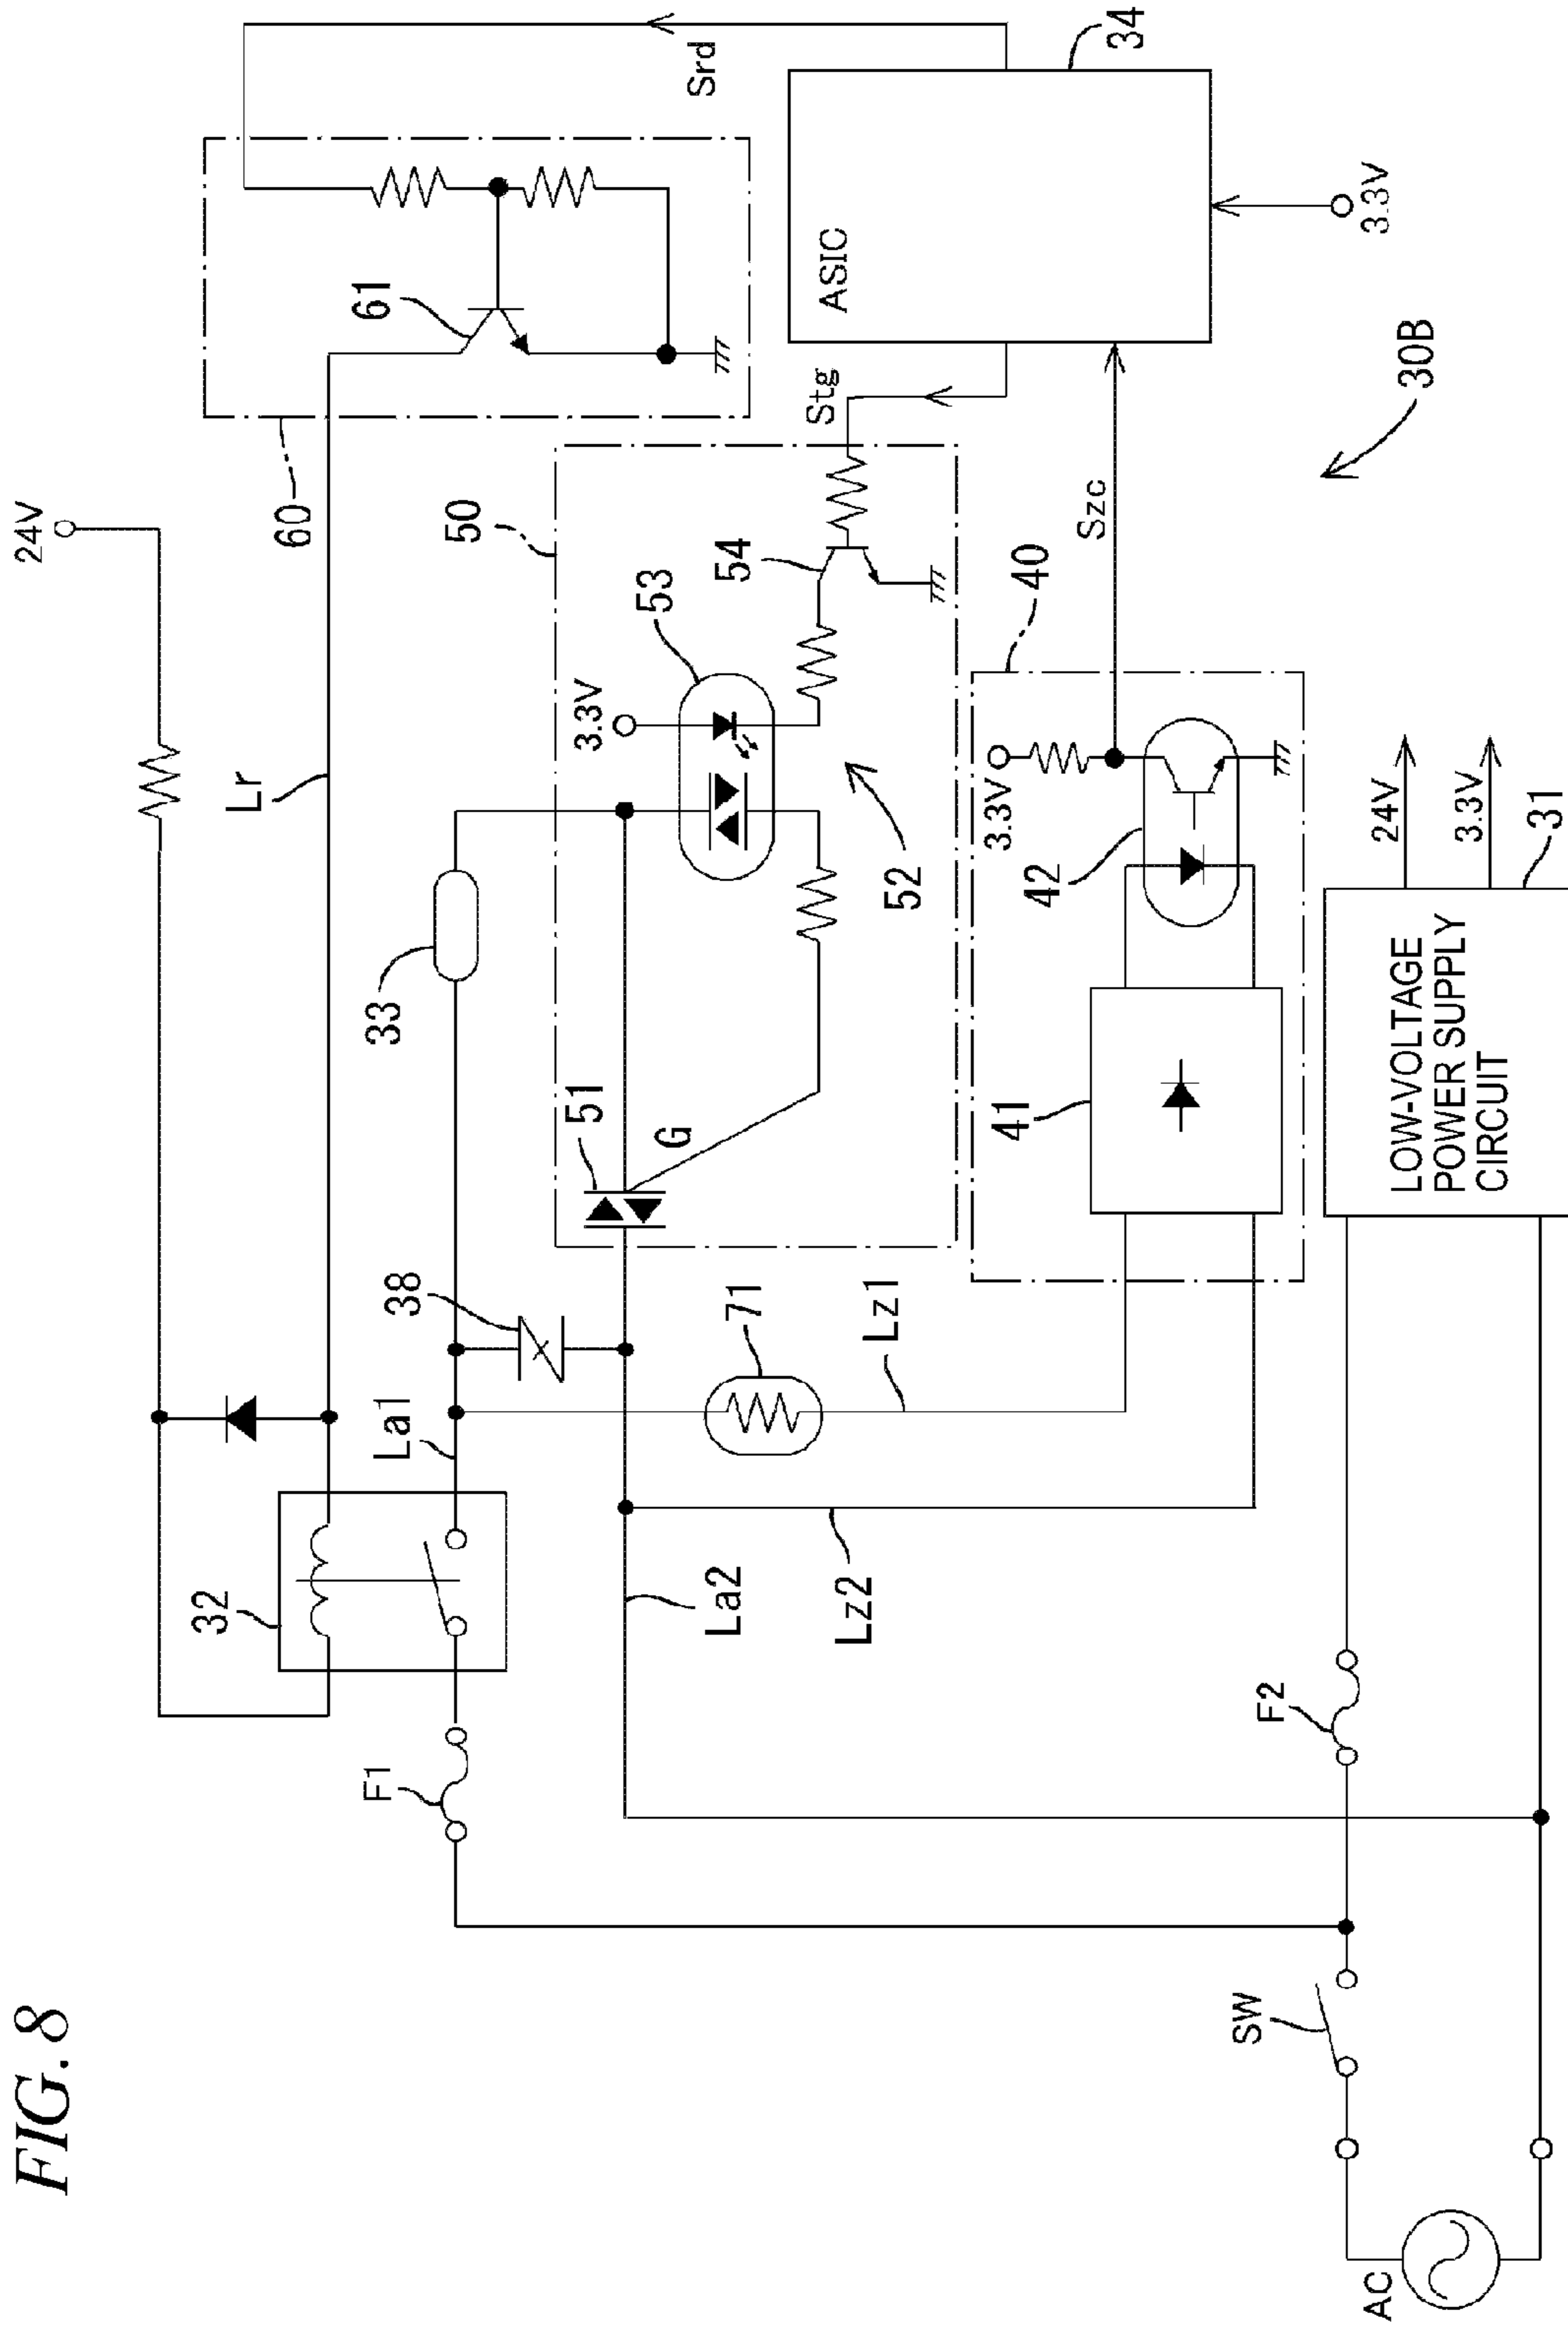 FIG. 8
24V
Lr
60
61
Srd
32
La1
33
38
F1
50
51
G
3.3V
53
54
Stg
52
34
ASIC
3.3V
71
Lz1
La2
Lz2
40
41
42
3.3V
Szc
30B
SW
F2
AC
LOW-VOLTAGE
POWER SUPPLY
CIRCUIT
24V
3.3V
31